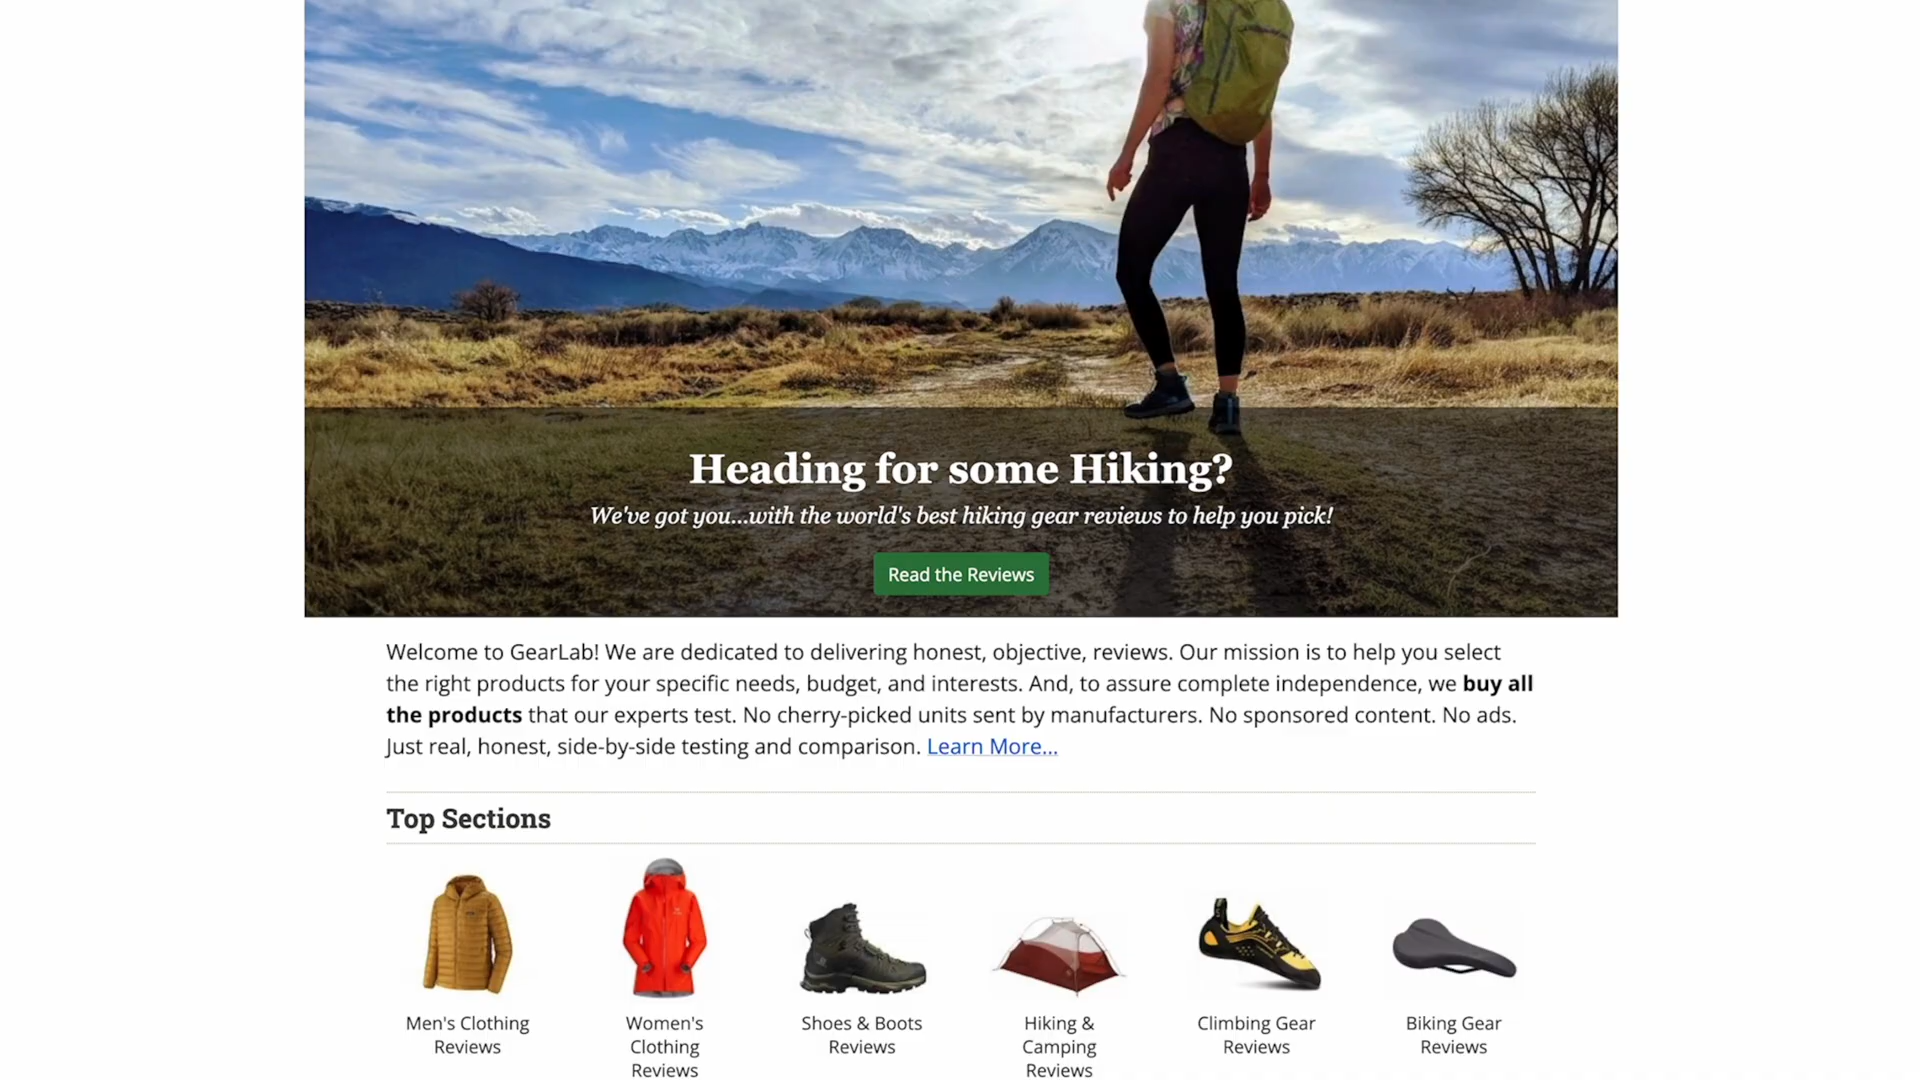 Heading for some Hiking?
We've got you...with the world's best hiking gear reviews to help you pick!
Read the Reviews
Welcome to GearLab! We are dedicated to delivering honest, objective, reviews. Our mission is to help you select
the right products for your specific needs, budget, and interests. And, to assure complete independence, we buy all
the products that our experts test. No cherry-picked units sent by manufacturers. No sponsored content. No ads.
Just real, honest, side-by-side testing and comparison. Learn More...
Top Sections
Men's Clothing
Reviews
Women's
Clothing
Reviews
Shoes & Boots
Reviews
Hiking &
Camping
Reviews
Climbing Gear
Reviews
Biking Gear
Reviews